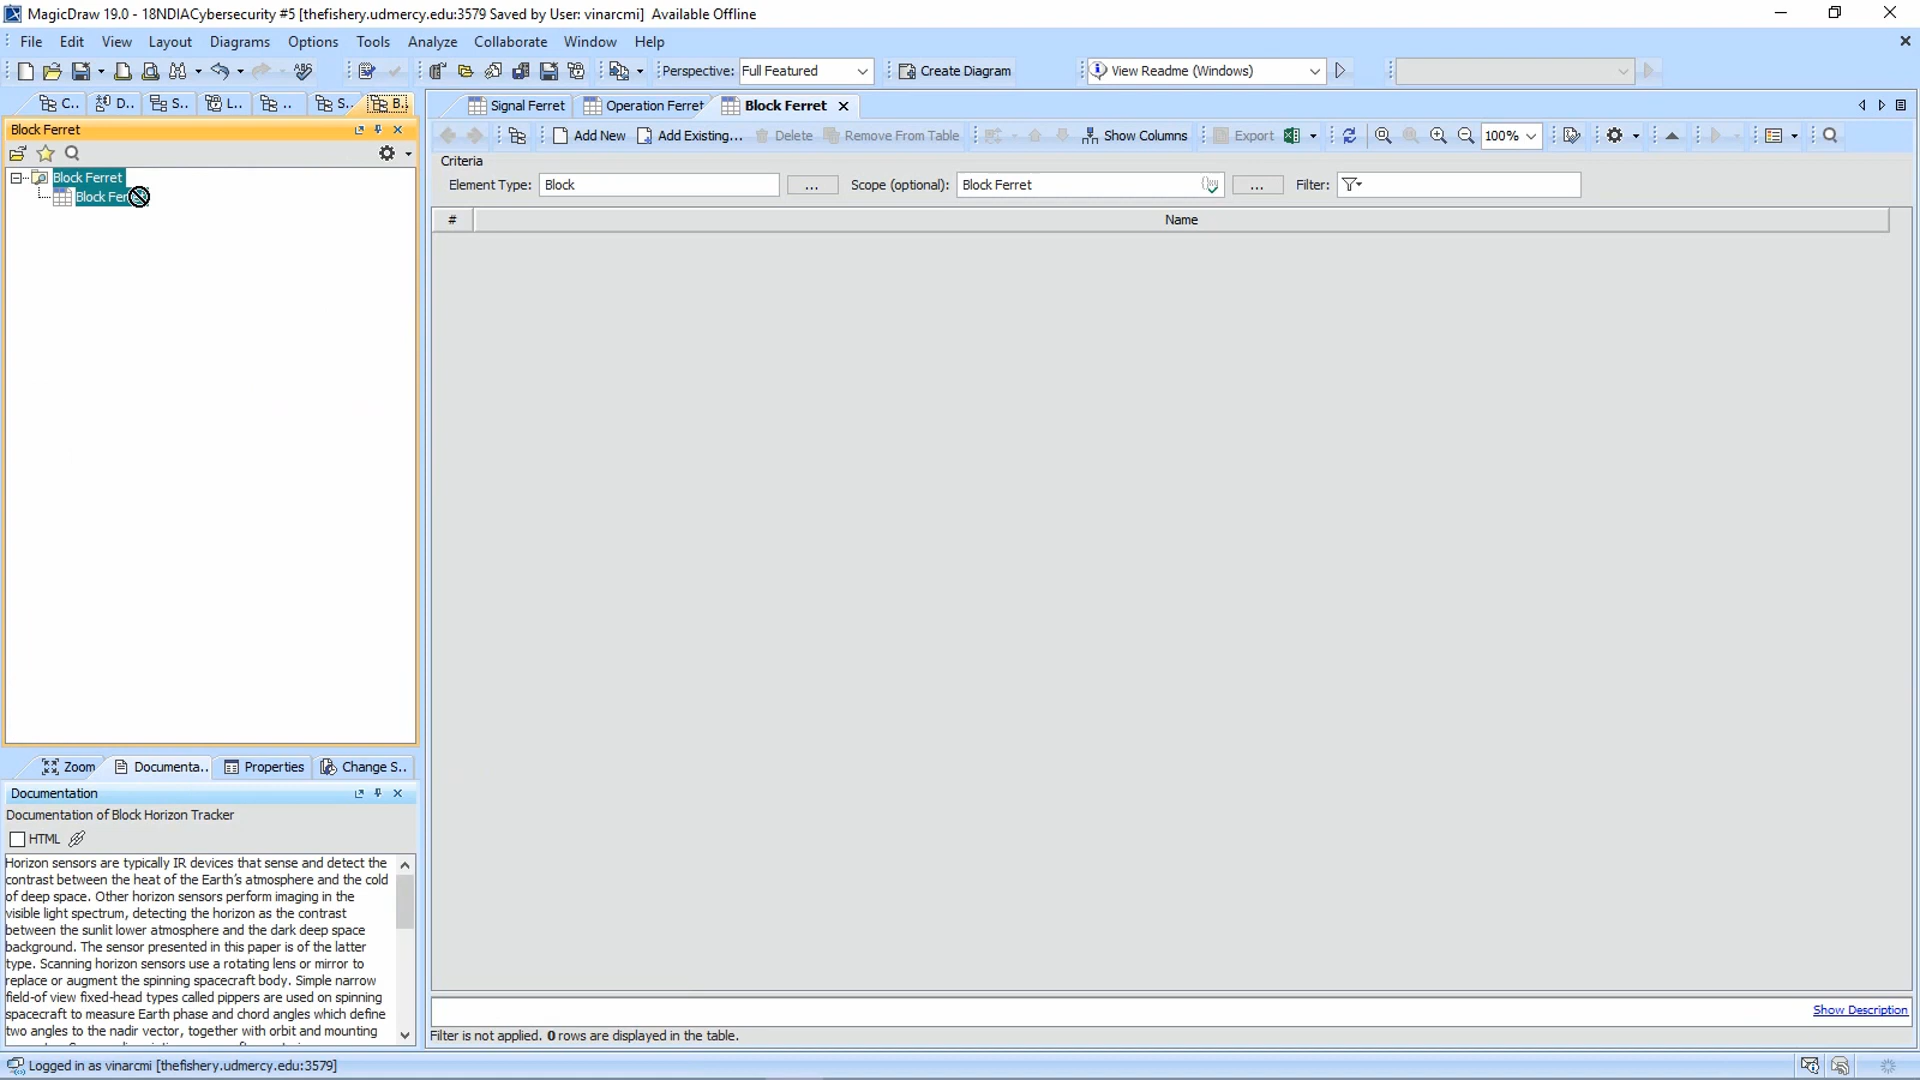 MagicDraw 19.0 - 18NDIACybersecurity #5 [thefishery.udmercy.edu:3579 Saved by User: vinarcmi] Available Offline
File Edit View Layout Diagrams Options Tools Analyze Collaborate Window Help
Perspective: Full Featured Create Diagram View Readme (Windows)
C.. D.. S.. L.. .. S.. B.. Signal Ferret Operation Ferret Block Ferret
Block Ferret
Add New Add Existing... Delete Remove From Table Show Columns Export 100%
Criteria
Element Type: Block ... Scope (optional): Block Ferret ... Filter:
Block Ferret
Block Fer
# Name
Zoom Documenta.. Properties Change S..
Documentation
Documentation of Block Horizon Tracker
HTML
Horizon sensors are typically IR devices that sense and detect the
contrast between the heat of the Earth's atmosphere and the cold
of deep space. Other horizon sensors perform imaging in the
visible light spectrum, detecting the horizon as the contrast
between the sunlit lower atmosphere and the dark deep space
background. The sensor presented in this paper is of the latter
type. Scanning horizon sensors use a rotating lens or mirror to
replace or augment the spinning spacecraft body. Simple narrow
field-of view fixed-head types called pippers are used on spinning
spacecraft to measure Earth phase and chord angles which define
two angles to the nadir vector, together with orbit and mounting
Show Description
Filter is not applied. 0 rows are displayed in the table.
Logged in as vinarcmi [thefishery.udmercy.edu:3579]